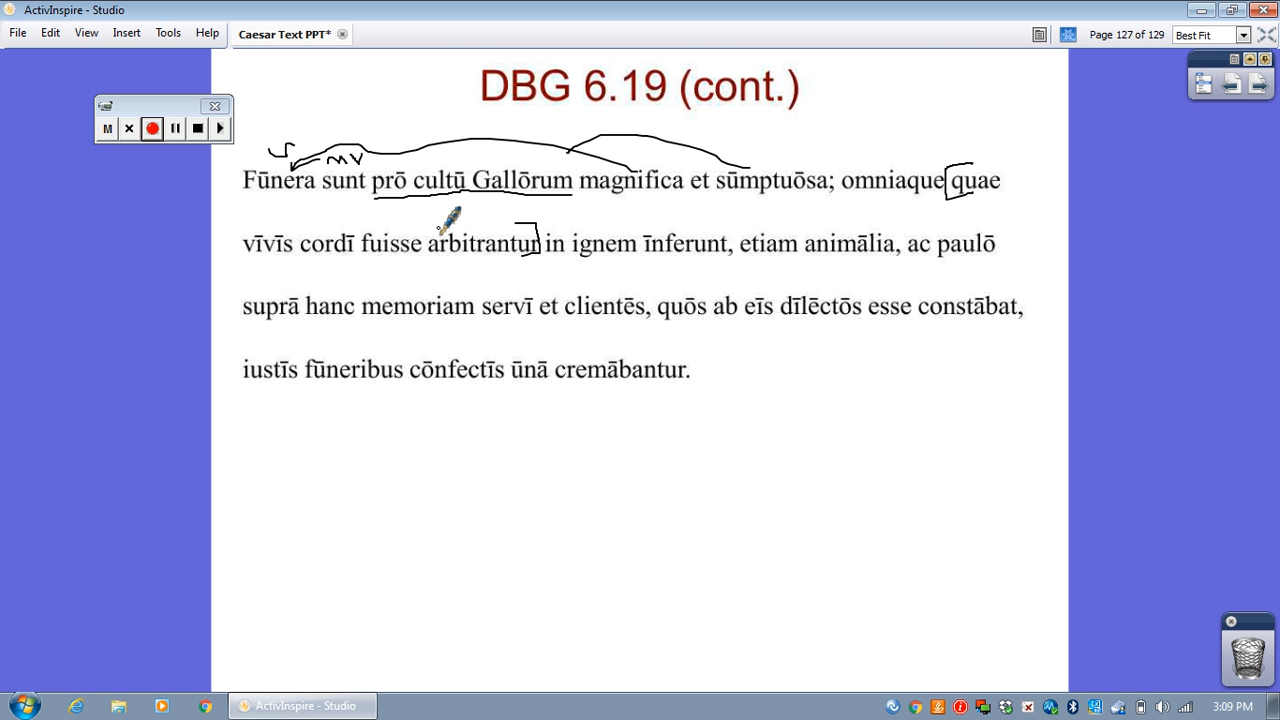 ActivInspire - Studio
File Edit View Insert Tools Help Caesar Text PPT* Page 127 of 129 Best Fit
DBG 6.19 (cont.)
M
S
MV
Fūnera sunt prō cultū Gallōrum magnifica et sūmptuōsa; omniaque quae
vīvīs cordī fuisse arbitrantur in ignem īnferunt, etiam animālia, ac paulō
suprā hanc memoriam servī et clientēs, quōs ab eīs dīlēctōs esse constābat,
iustīs fūneribus cōnfectīs ūnā cremābantur.
ActivInspire - Studio 3:09 PM